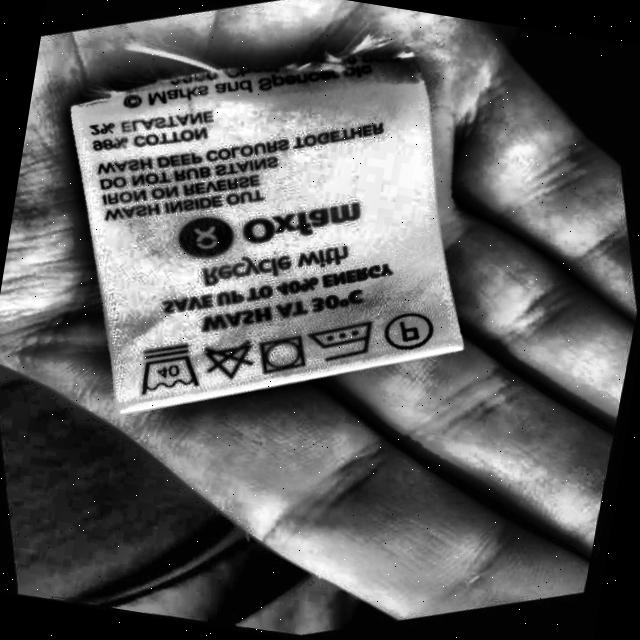 40 P
WASH AT 30°C
SAVE UP TO 40% ENERGY
Recycle with
Oxfam
WASH INSIDE OUT
IRON ON REVERSE
DO NOT RUB STAINS
WASH DEEP COLOURS TOGETHER
98% COTTON
2% ELASTANE
© Marks and Spencer plc